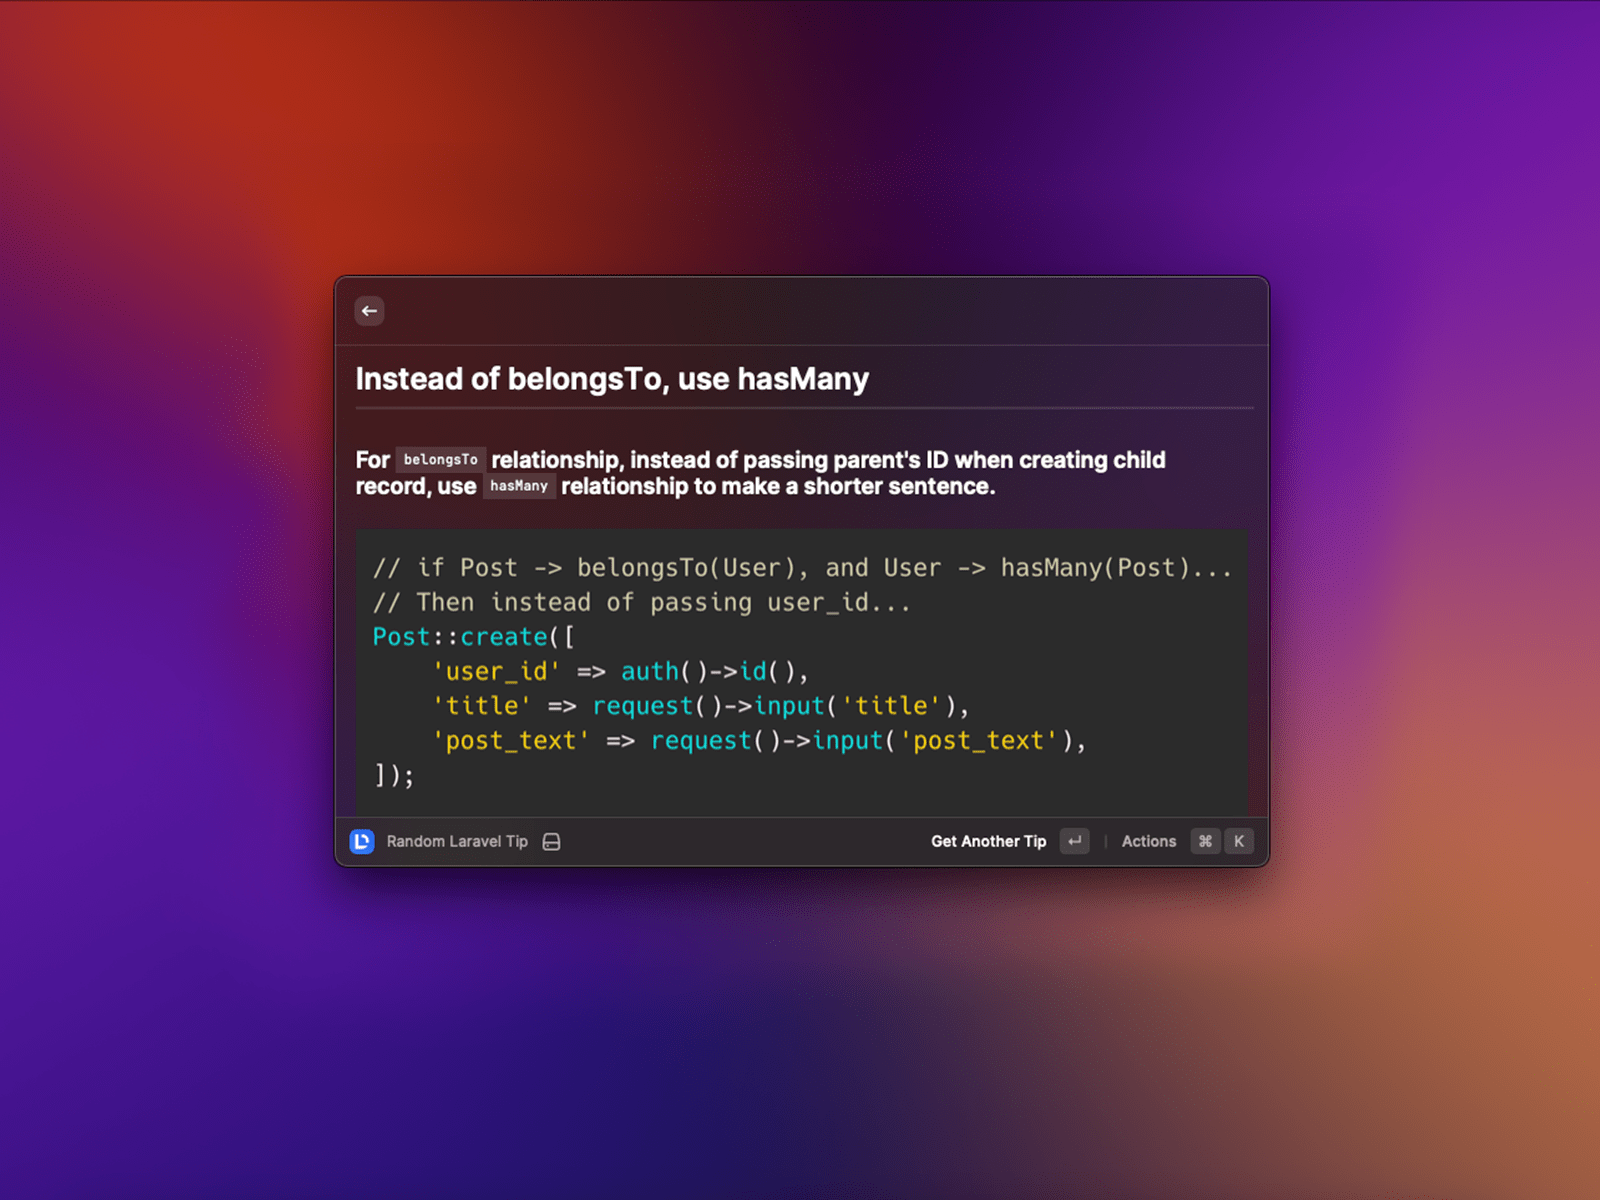 Instead of belongsTo, use hasMany
For belongsTo relationship, instead of passing parent's ID when creating child
record, use hasMany relationship to make a shorter sentence.
// if Post -> belongsTo(User), and User -> hasMany(Post)...
// Then instead of passing user_id...
Post::create([
    'user_id' => auth()->id(),
    'title' => request()->input('title'),
    'post_text' => request()->input('post_text'),
]);
Random Laravel Tip Get Another Tip ↵ | Actions ⌘ K